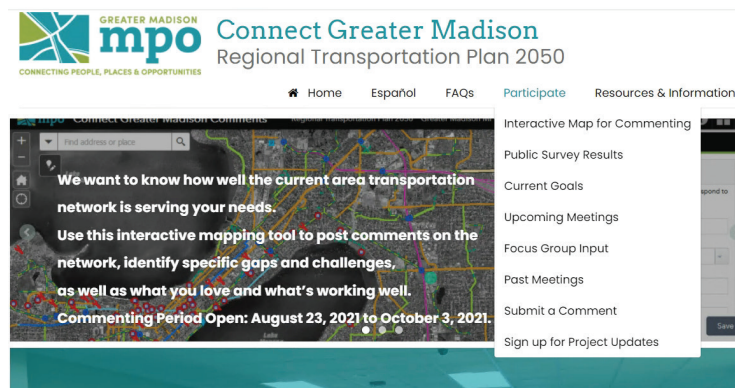 GREATER MADISON
mpo
CONNECTING PEOPLE, PLACES & OPPORTUNITIES
Connect Greater Madison
Regional Transportation Plan 2050
Home Español FAQs Participate Resources & Information
mpo Connect Greater Madison Comments Regional Transportation Plan 2050 Greater Madison M
Find address or place
We want to know how well the current area transportation
network is serving your needs.
Use this interactive mapping tool to post comments on the
network, identify specific gaps and challenges,
as well as what you love and what's working well.
Commenting Period Open: August 23, 2021 to October 3, 2021.
Interactive Map for Commenting
Public Survey Results
Current Goals
Upcoming Meetings
Focus Group Input
Past Meetings
Submit a Comment
Sign up for Project Updates
spond to
Save